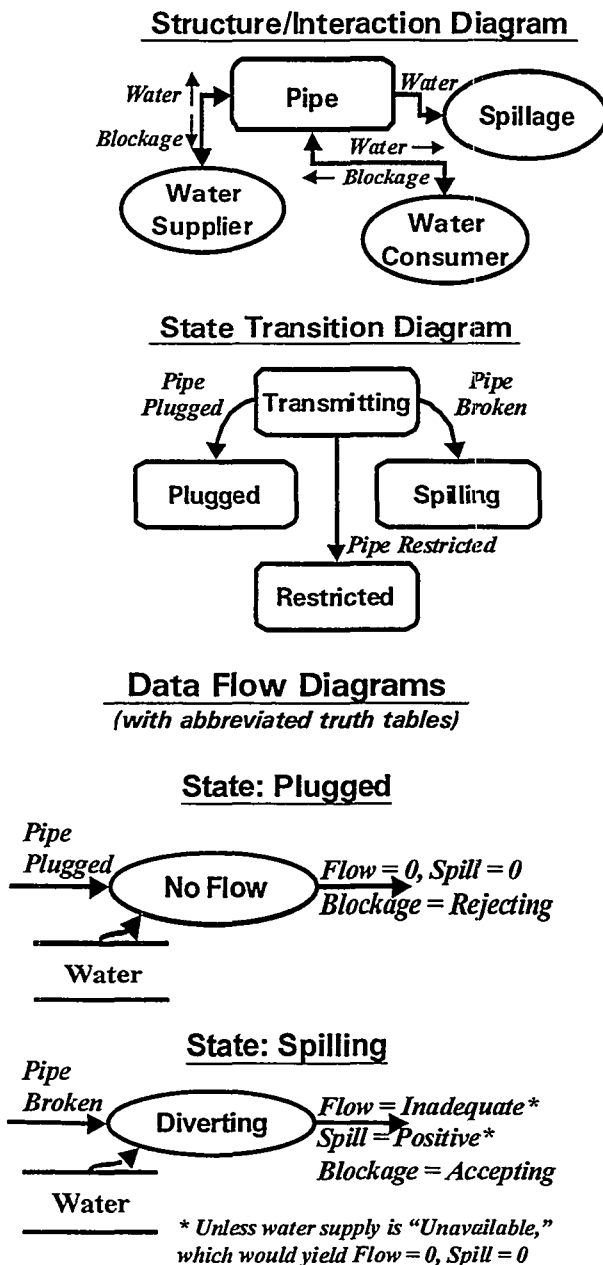 Structure/Interaction Diagram
Water
Blockage
Pipe
Water
Spillage
Water
Blockage
Water
Supplier
Water
Consumer
State Transition Diagram
Pipe
Plugged
Transmitting
Pipe
Broken
Plugged
Spilling
Pipe Restricted
Restricted
Data Flow Diagrams
(with abbreviated truth tables)
State: Plugged
Pipe
Plugged
No Flow
Flow = 0, Spill = 0
Blockage = Rejecting
Water
State: Spilling
Pipe
Broken
Diverting
Flow = Inadequate*
Spill = Positive*
Blockage = Accepting
Water
* Unless water supply is “Unavailable,”
which would yield Flow = 0, Spill = 0